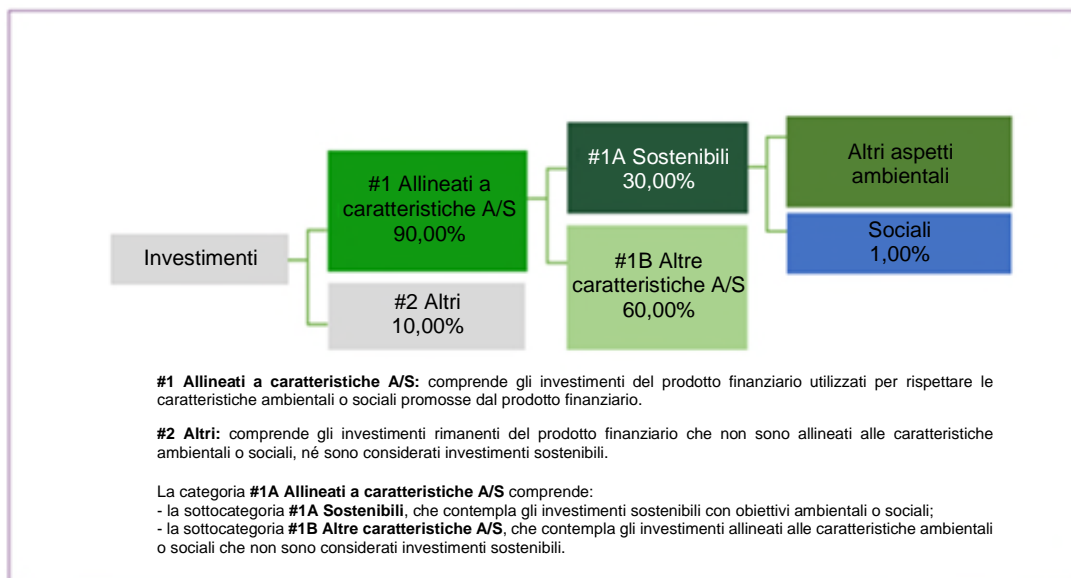 Investimenti
#1 Allineati a
caratteristiche A/S
90,00%
#2 Altri
10,00%
#1A Sostenibili
30,00%
#1B Altre
caratteristiche A/S
60,00%
Altri aspetti
ambientali
Sociali
1,00%
#1 Allineati a caratteristiche A/S: comprende gli investimenti del prodotto finanziario utilizzati per rispettare le
caratteristiche ambientali o sociali promosse dal prodotto finanziario.
#2 Altri: comprende gli investimenti rimanenti del prodotto finanziario che non sono allineati alle caratteristiche
ambientali o sociali, né sono considerati investimenti sostenibili.
La categoria #1A Allineati a caratteristiche A/S comprende:
- la sottocategoria #1A Sostenibili, che contempla gli investimenti sostenibili con obiettivi ambientali o sociali;
- la sottocategoria #1B Altre caratteristiche A/S, che contempla gli investimenti allineati alle caratteristiche ambientali
o sociali che non sono considerati investimenti sostenibili.